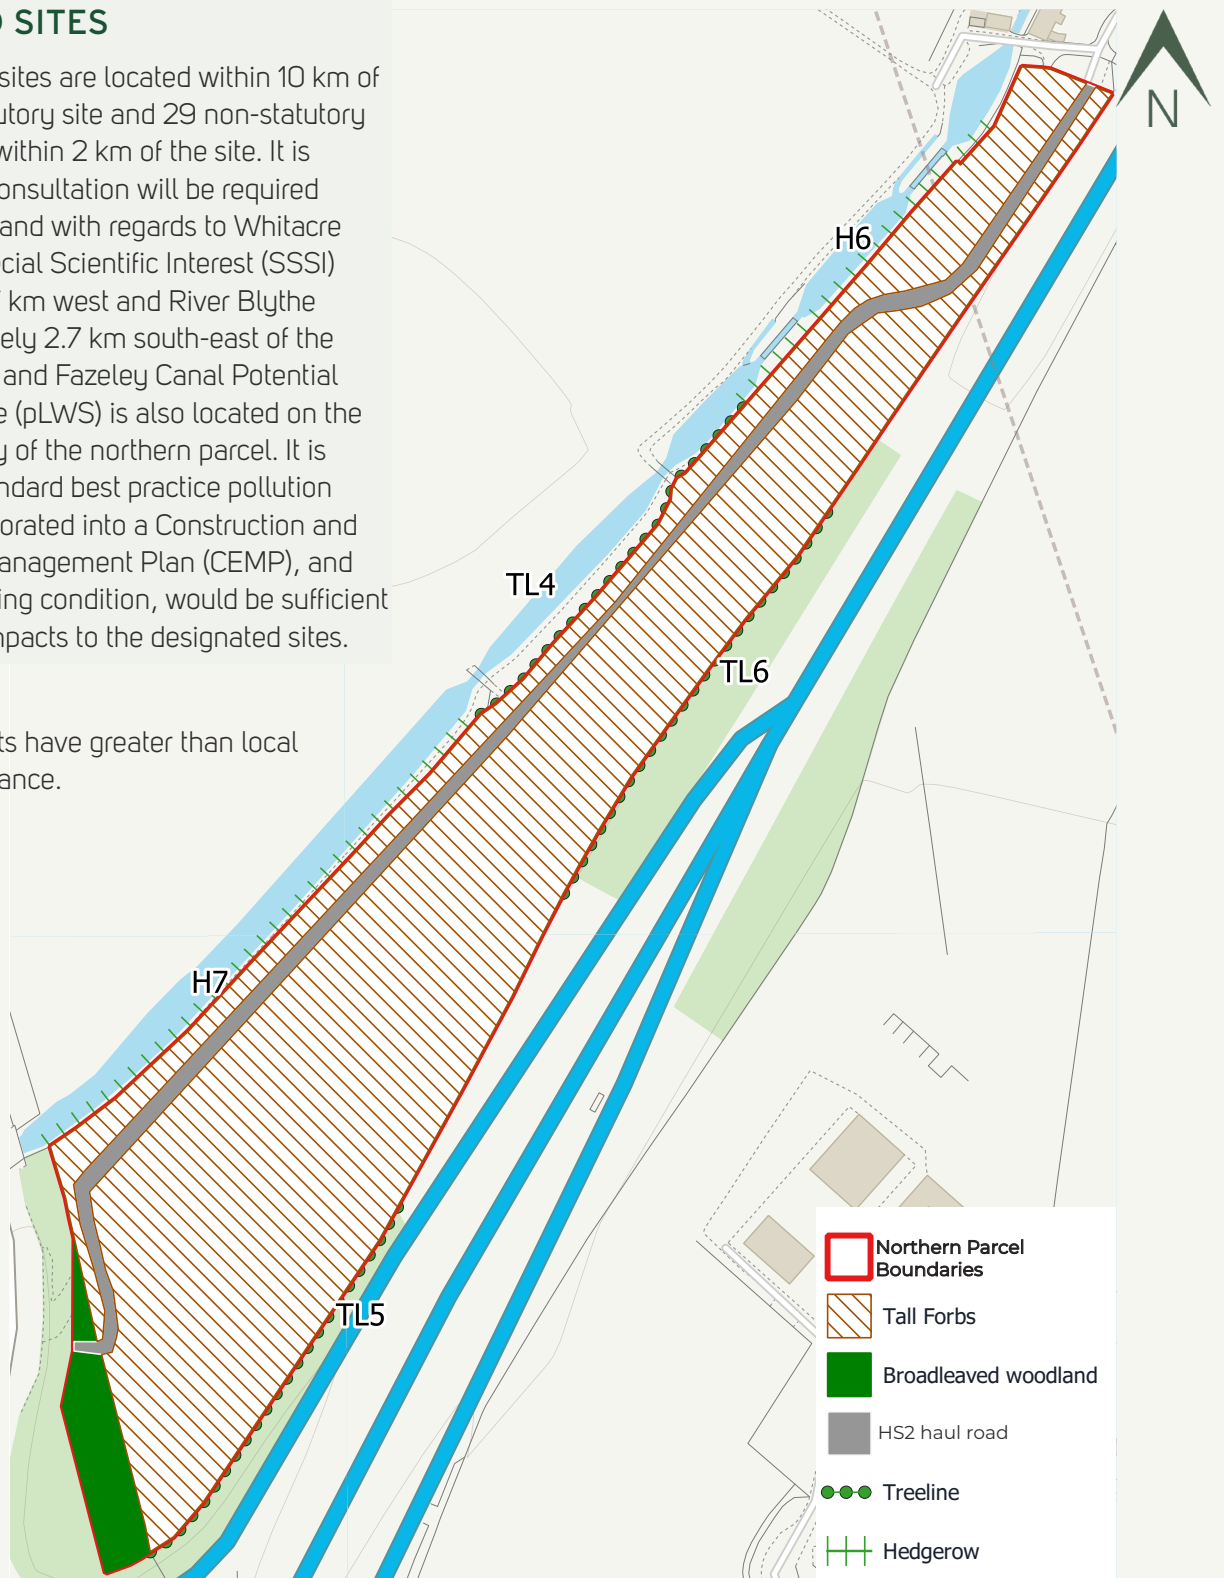 SITES
sites are located within 10 km of
utory site and 29 non-statutory
within 2 km of the site. It is
onsultation will be required
and with regards to Whitacre
cial Scientific Interest (SSSI)
km west and River Blythe
ely 2.7 km south-east of the
and Fazeley Canal Potential
e (pLWS) is also located on the
y of the northern parcel. It is
ndard best practice pollution
orated into a Construction and
anagement Plan (CEMP), and
ing condition, would be sufficient
mpacts to the designated sites.
ts have greater than local
ance.
N
H6
TL4
TL6
H7
TL5
Northern Parcel
Boundaries
Tall Forbs
Broadleaved woodland
HS2 haul road
Treeline
Hedgerow